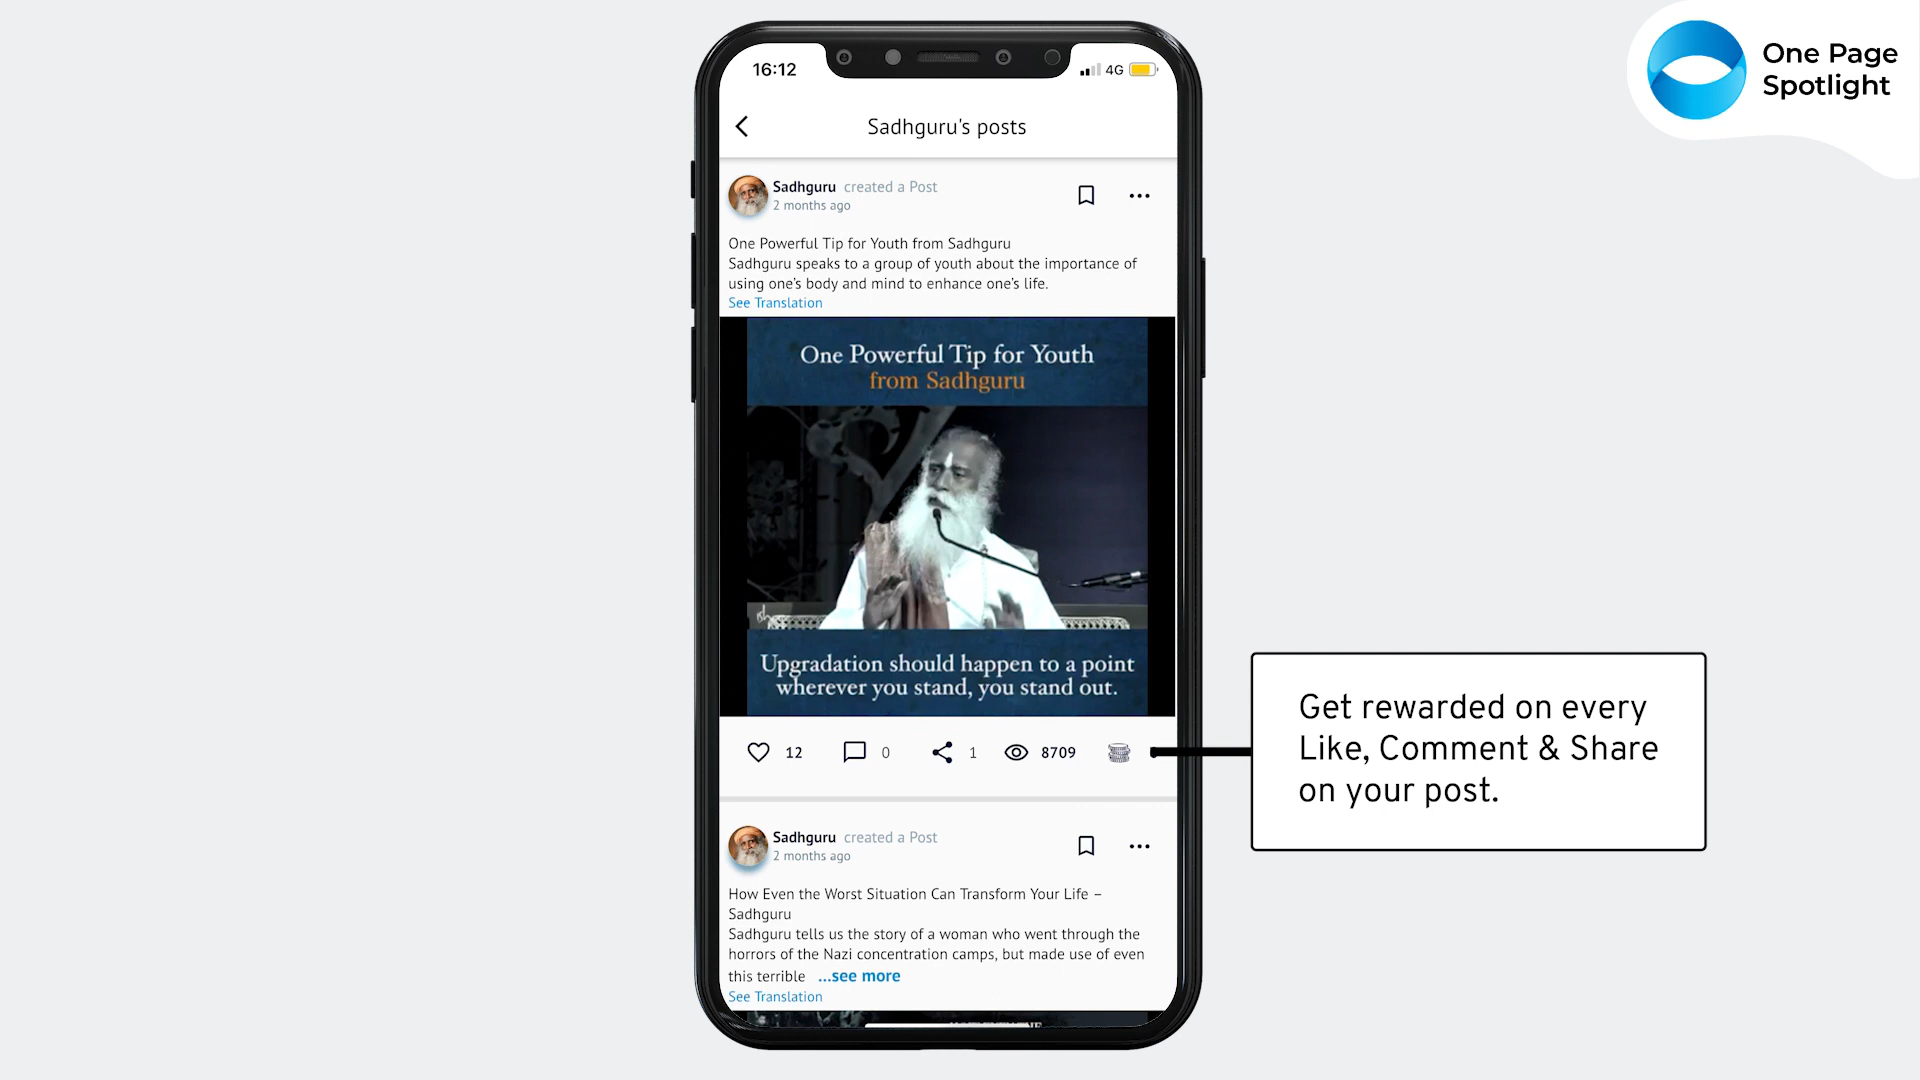 One Page
Spotlight
16:12
4G
Sadhguru's posts
Sadhguru created a Post
2 months ago
One Powerful Tip for Youth from Sadhguru
Sadhguru speaks to a group of youth about the importance of
using one’s body and mind to enhance one’s life.
See Translation
One Powerful Tip for Youth
from Sadhguru
Upgradation should happen to a point
wherever you stand, you stand out.
12 0 1 8709
Get rewarded on every
Like, Comment & Share
on your post.
Sadhguru created a Post
2 months ago
How Even the Worst Situation Can Transform Your Life –
Sadhguru
Sadhguru tells us the story of a woman who went through the
horrors of the Nazi concentration camps, but made use of even
this terrible ...see more
See Translation